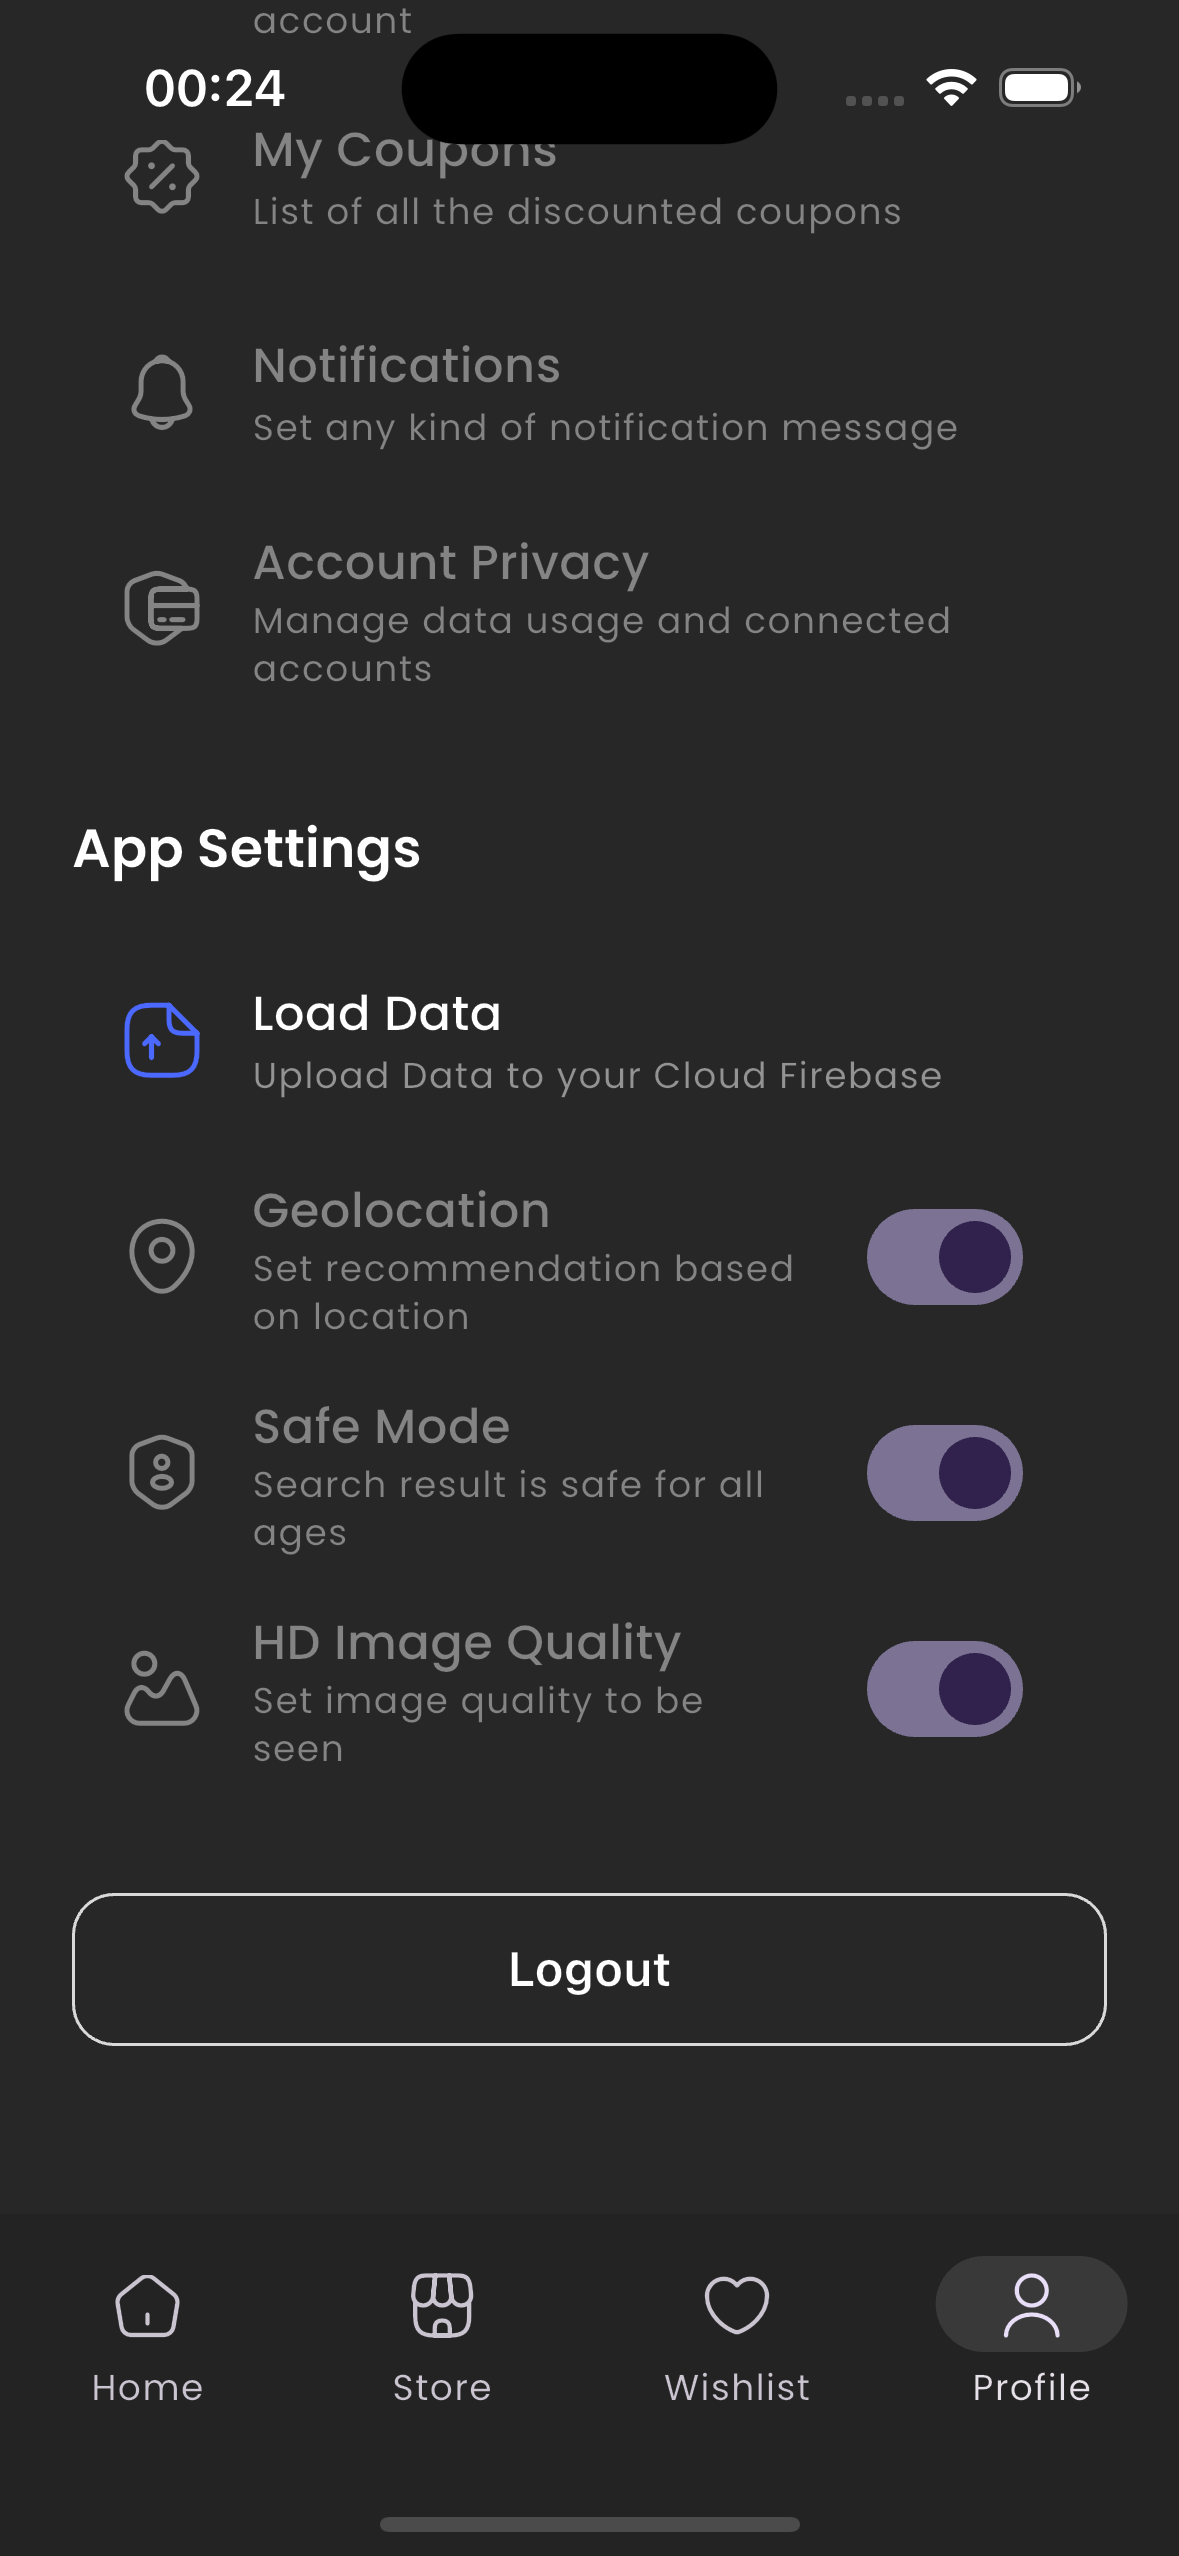 account
00:24
My Coupons
List of all the discounted coupons
Notifications
Set any kind of notification message
Account Privacy
Manage data usage and connected
accounts
App Settings
Load Data
Upload Data to your Cloud Firebase
Geolocation
Set recommendation based
on location
Safe Mode
Search result is safe for all
ages
HD Image Quality
Set image quality to be
seen
Logout
Home
Store
Wishlist
Profile